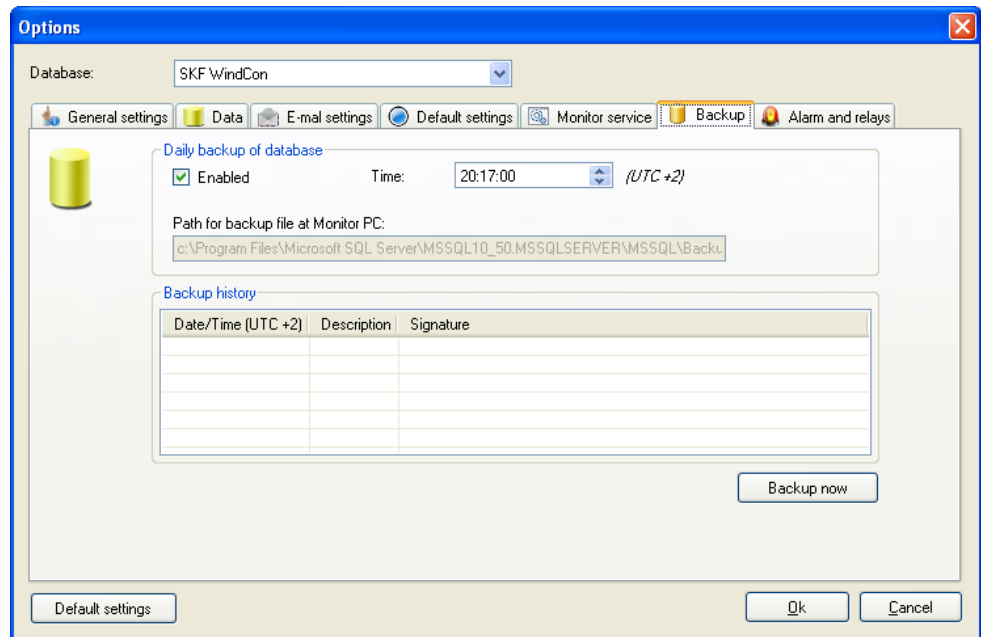 Options
Database: SKF WindCon
General settings Data E-mal settings Default settings Monitor service Backup Alarm and relays
Daily backup of database
Enabled Time: 20:17:00 (UTC +2)
Path for backup file at Monitor PC:
c:\Program Files\Microsoft SQL Server\MSSQL10_50.MSSQLSERVER\MSSQL\Backu
Backup history
Date/Time (UTC +2) Description Signature
Backup now
Default settings Ok Cancel